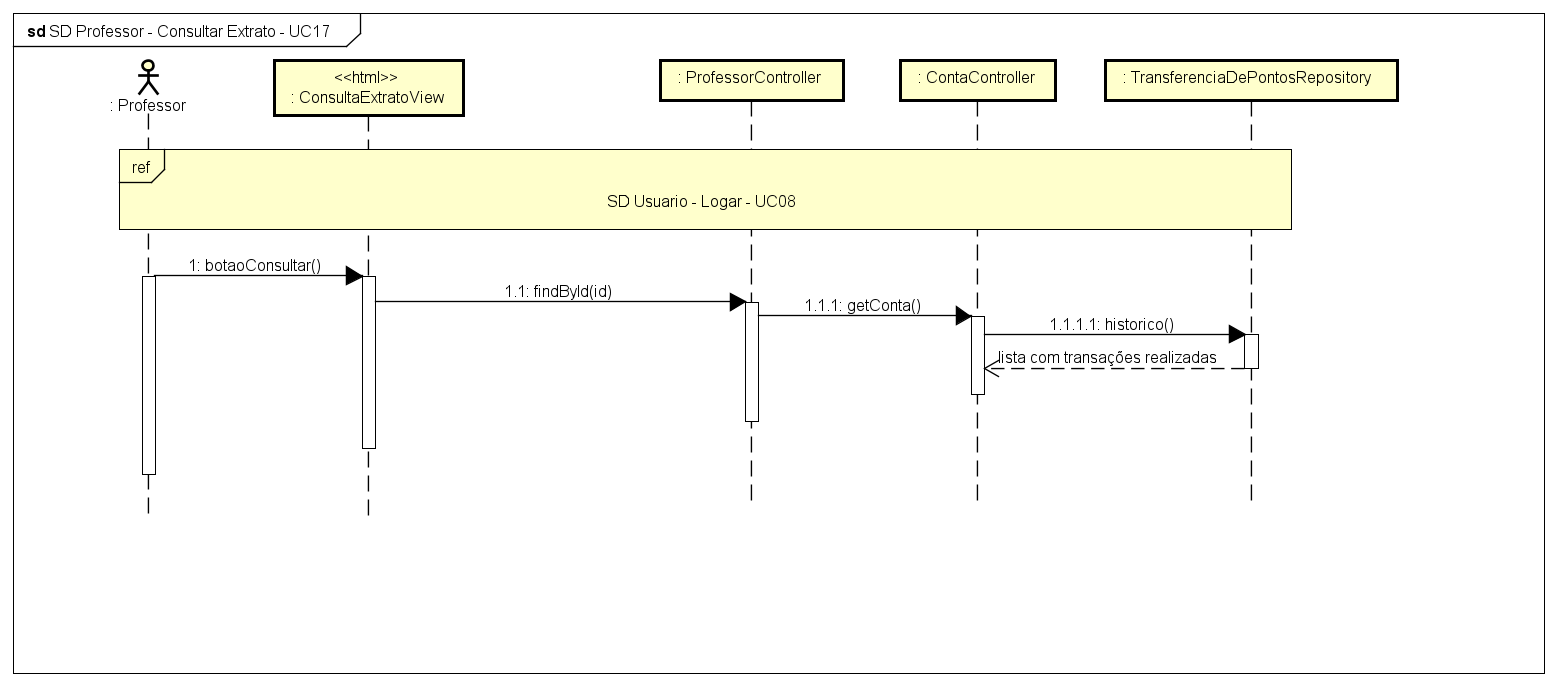 sd SD Professor - Consultar Extrato - UC17
: Professor
<<html>>
: ConsultaExtratoView
: ProfessorController
: ContaController
: TransferenciaDePontosRepository
ref
SD Usuario - Logar - UC08
1: botaoConsultar()
1.1: findById(id)
1.1.1: getConta()
1.1.1.1: historico()
lista com transações realizadas